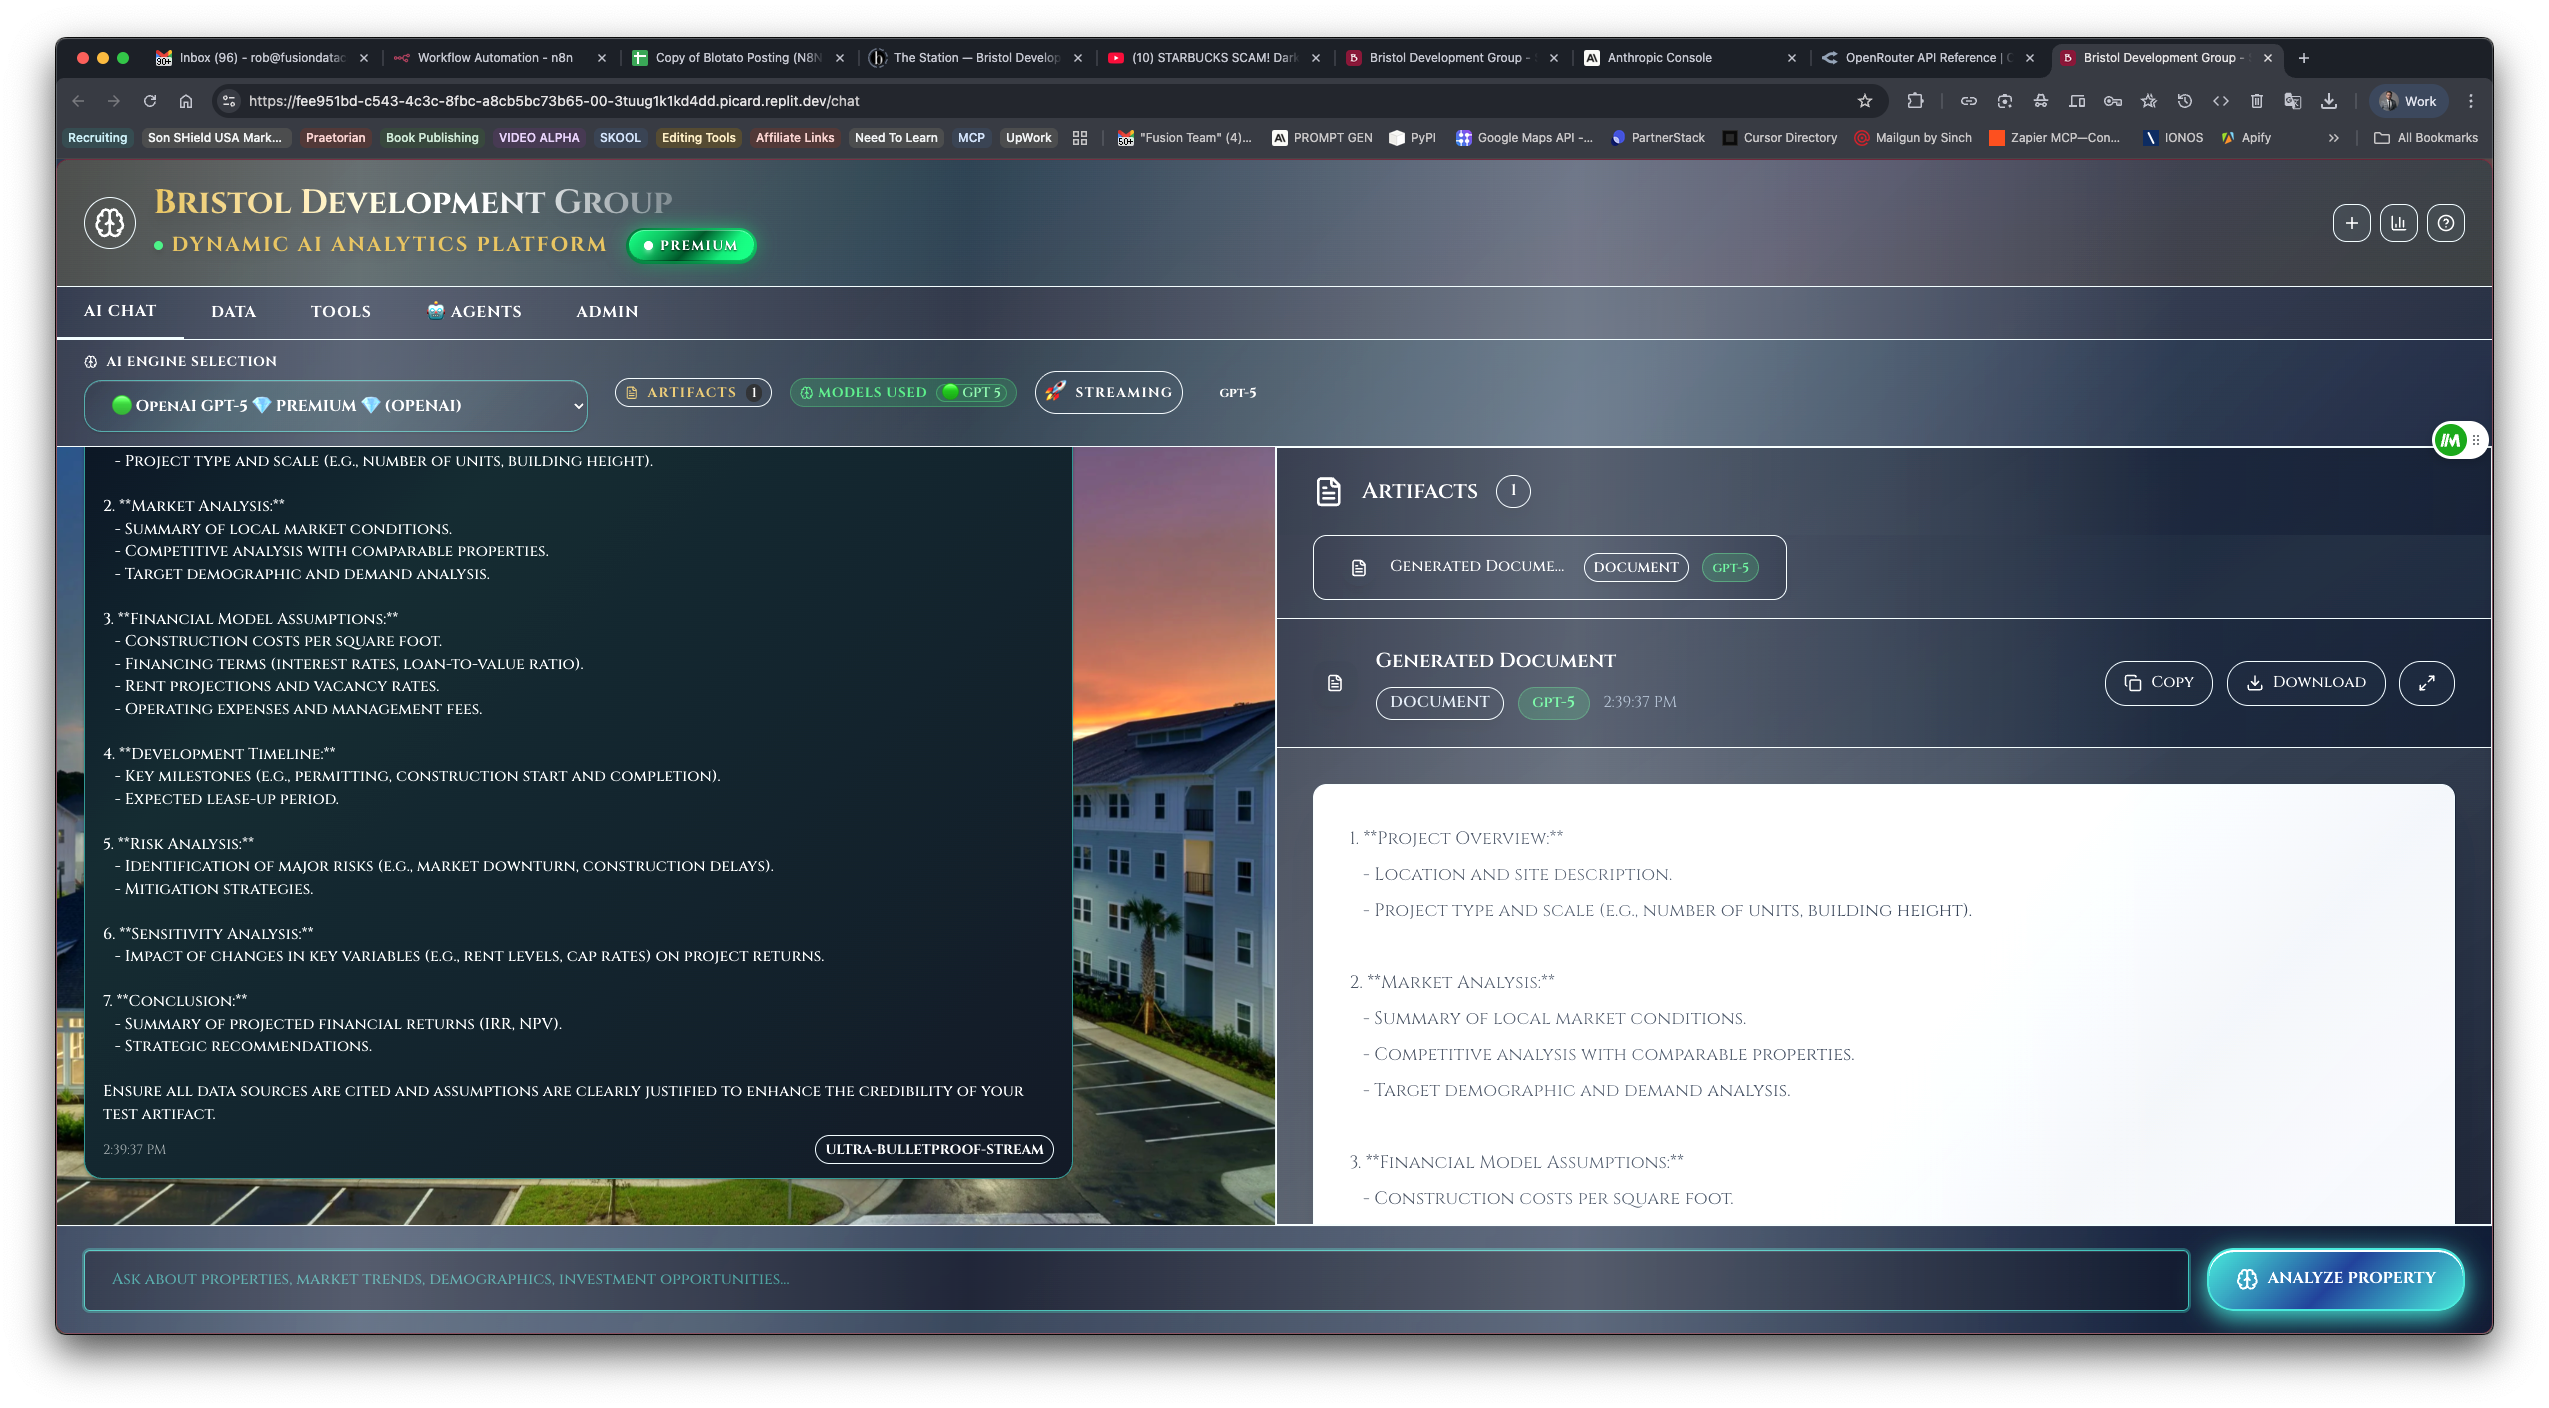 Inbox (96) - rob@fusiondatac
Workflow Automation - n8n
Copy of Blotato Posting (N8N
The Station — Bristol Develop
(10) STARBUCKS SCAM! Dark
Bristol Development Group -
Anthropic Console
OpenRouter API Reference |
Bristol Development Group -
https://fee951bd-c543-4c3c-8fbc-a8cb5bc73b65-00-3tuug1k1kd4dd.picard.replit.dev/chat
Work
Recruiting
Son SHield USA Mark...
Praetorian
Book Publishing
VIDEO ALPHA
SKOOL
Editing Tools
Affiliate Links
Need To Learn
MCP
UpWork
"Fusion Team" (4)...
PROMPT GEN
PyPI
Google Maps API -...
PartnerStack
Cursor Directory
Mailgun by Sinch
Zapier MCP—Con...
IONOS
Apify
All Bookmarks
Bristol Development Group
DYNAMIC AI ANALYTICS PLATFORM
PREMIUM
AI CHAT
DATA
TOOLS
🤖 AGENTS
ADMIN
AI ENGINE SELECTION
🟢 OpenAI GPT-5 💎 PREMIUM 💎 (OPENAI)
ARTIFACTS 1
MODELS USED 🟢 GPT 5
🚀 STREAMING
GPT-5
- Project type and scale (e.g., number of units, building height).
2. **Market Analysis:**
- Summary of local market conditions.
- Competitive analysis with comparable properties.
- Target demographic and demand analysis.
3. **Financial Model Assumptions:**
- Construction costs per square foot.
- Financing terms (interest rates, loan-to-value ratio).
- Rent projections and vacancy rates.
- Operating expenses and management fees.
4. **Development Timeline:**
- Key milestones (e.g., permitting, construction start and completion).
- Expected lease-up period.
5. **Risk Analysis:**
- Identification of major risks (e.g., market downturn, construction delays).
- Mitigation strategies.
6. **Sensitivity Analysis:**
- Impact of changes in key variables (e.g., rent levels, cap rates) on project returns.
7. **Conclusion:**
- Summary of projected financial returns (IRR, NPV).
- Strategic recommendations.
Ensure all data sources are cited and assumptions are clearly justified to enhance the credibility of your
test artifact.
2:39:37 PM
ULTRA-BULLETPROOF-STREAM
Artifacts 1
Generated Docume...
DOCUMENT
GPT-5
Generated Document
DOCUMENT
GPT-5
2:39:37 PM
Copy
Download
1. **Project Overview:**
- Location and site description.
- Project type and scale (e.g., number of units, building height).
2. **Market Analysis:**
- Summary of local market conditions.
- Competitive analysis with comparable properties.
- Target demographic and demand analysis.
3. **Financial Model Assumptions:**
- Construction costs per square foot.
Ask about properties, market trends, demographics, investment opportunities...
ANALYZE PROPERTY